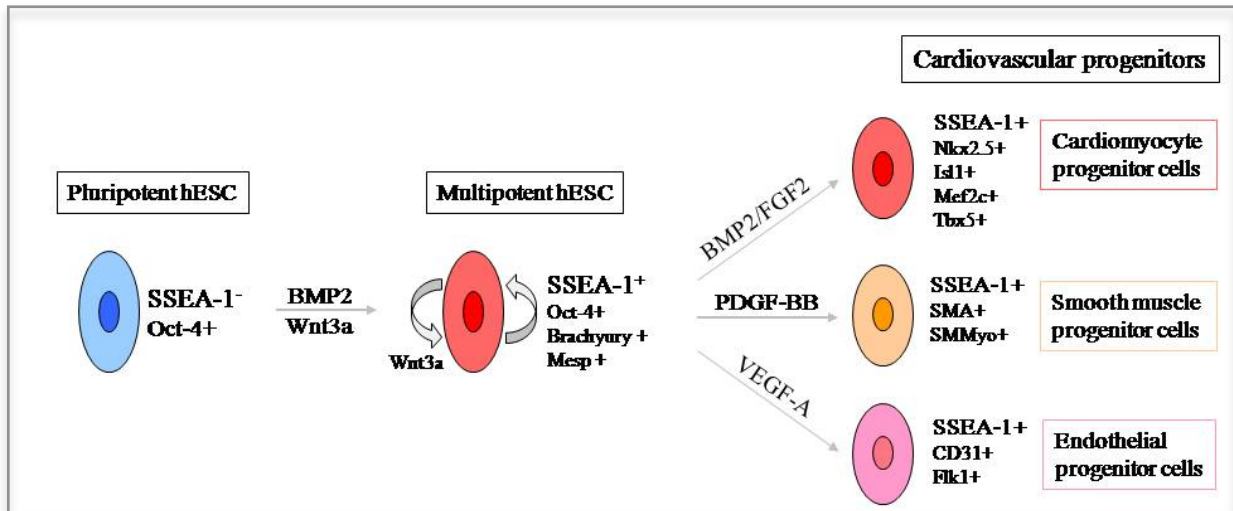 Cardiovascular progenitors
Pluripotent hESC
SSEA-1⁻
Oct-4+
BMP2
Wnt3a
Multipotent hESC
Wnt3a
SSEA-1⁺
Oct-4+
Brachyury +
Mesp +
BMP2/FGF2
SSEA-1+
Nkx2.5+
Isl1+
Mef2c+
Tbx5+
Cardiomyocyte
progenitor cells
PDGF-BB
SSEA-1+
SMA+
SMMyo+
Smooth muscle
progenitor cells
VEGF-A
SSEA-1+
CD31+
Flk1+
Endothelial
progenitor cells